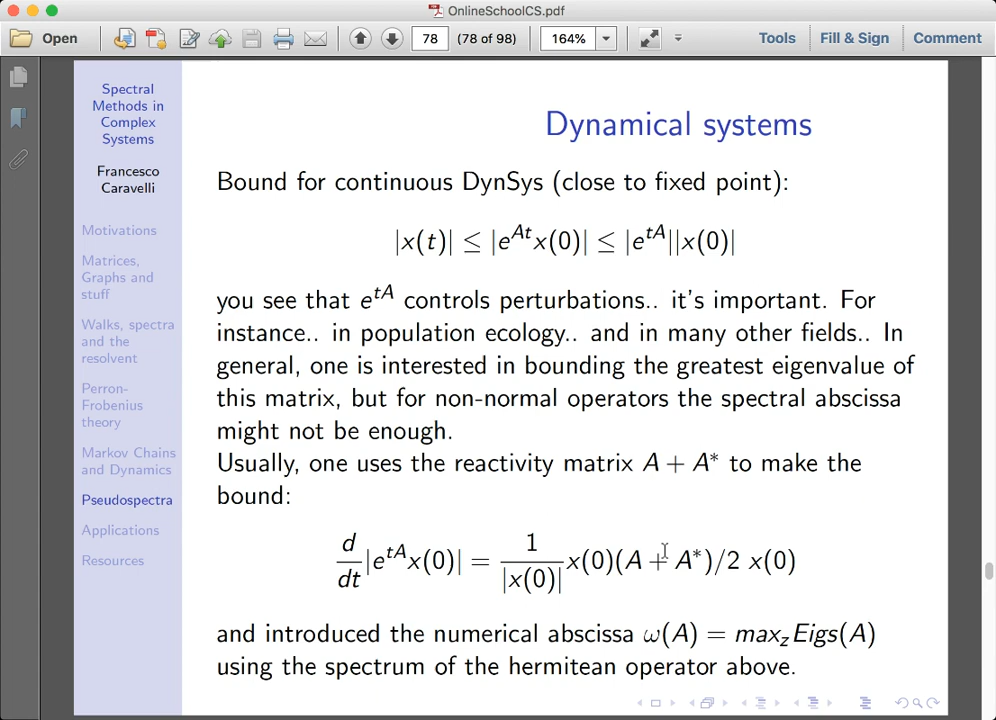 OnlineSchoolCS.pdf
Open 78 (78 of 98) 164% Tools Fill & Sign Comment
Spectral
Methods in
Complex
Systems
Francesco
Caravelli
Motivations
Matrices,
Graphs and
stuff
Walks, spectra
and the
resolvent
Perron-
Frobenius
theory
Markov Chains
and Dynamics
Pseudospectra
Applications
Resources
Dynamical systems
Bound for continuous DynSys (close to fixed point):
|x(t)| ≤ |e^{At}x(0)| ≤ |e^{tA}||x(0)|
you see that e^{tA} controls perturbations.. it's important. For
instance.. in population ecology.. and in many other fields.. In
general, one is interested in bounding the greatest eigenvalue of
this matrix, but for non-normal operators the spectral abscissa
might not be enough.
Usually, one uses the reactivity matrix A + A* to make the
bound:
d/dt |e^{tA}x(0)| = 1/|x(0)| x(0)(A + A*)/2 x(0)
and introduced the numerical abscissa ω(A) = max_z Eigs(A)
using the spectrum of the hermitean operator above.